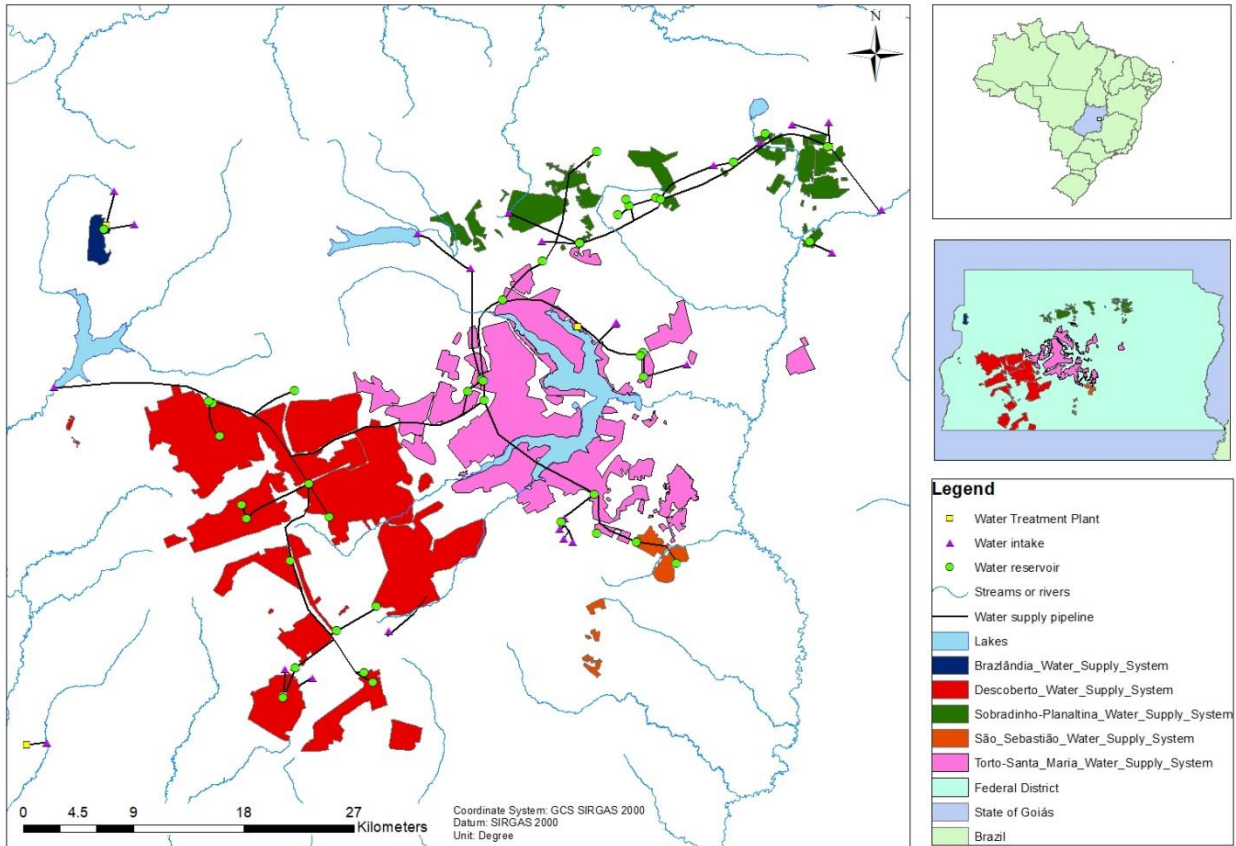 N
0 4.5 9 18 27
Kilometers
Coordinate System: GCS SIRGAS 2000
Datum: SIRGAS 2000
Unit: Degree
Legend
Water Treatment Plant
Water intake
Water reservoir
Streams or rivers
Water supply pipeline
Lakes
Brazlândia_Water_Supply_System
Descoberto_Water_Supply_System
Sobradinho-Planaltina_Water_Supply_System
São_Sebastião_Water_Supply_System
Torto-Santa_Maria_Water_Supply_System
Federal District
State of Goiás
Brazil